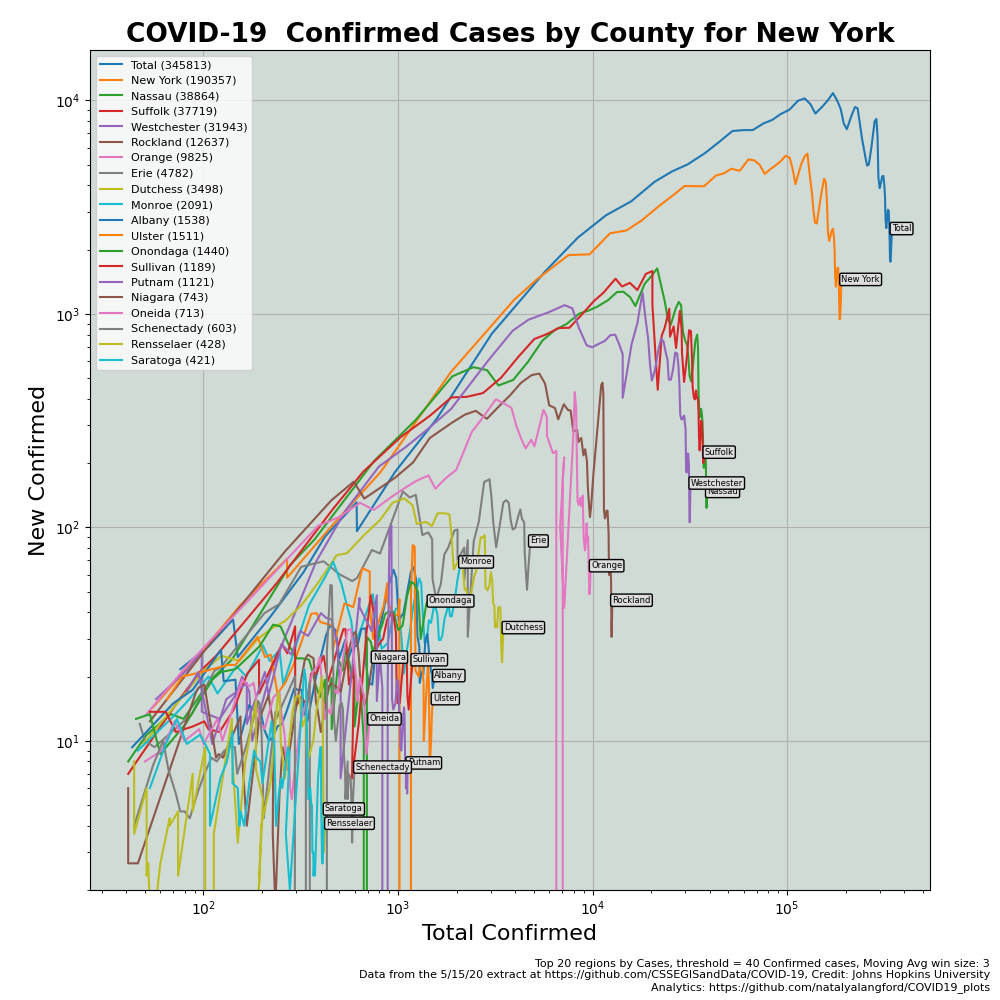 COVID-19  Confirmed Cases by County for New York
Total (345813)
New York (190357)
Nassau (38864)
Suffolk (37719)
Westchester (31943)
Rockland (12637)
Orange (9825)
Erie (4782)
Dutchess (3498)
Monroe (2091)
Albany (1538)
Ulster (1511)
Onondaga (1440)
Sullivan (1189)
Putnam (1121)
Niagara (743)
Oneida (713)
Schenectady (603)
Rensselaer (428)
Saratoga (421)
10⁴
10³
10²
10¹
New Confirmed
Total
New York
Suffolk
Westchester
Nassau
Erie
Monroe
Orange
Onondaga
Rockland
Dutchess
Niagara
Sullivan
Albany
Ulster
Oneida
Putnam
Schenectady
Saratoga
Rensselaer
10² 10³ 10⁴ 10⁵
Total Confirmed
Top 20 regions by Cases, threshold = 40 Confirmed cases, Moving Avg win size: 3
Data from the 5/15/20 extract at https://github.com/CSSEGISandData/COVID-19, Credit: Johns Hopkins University
Analytics: https://github.com/natalyalangford/COVID19_plots